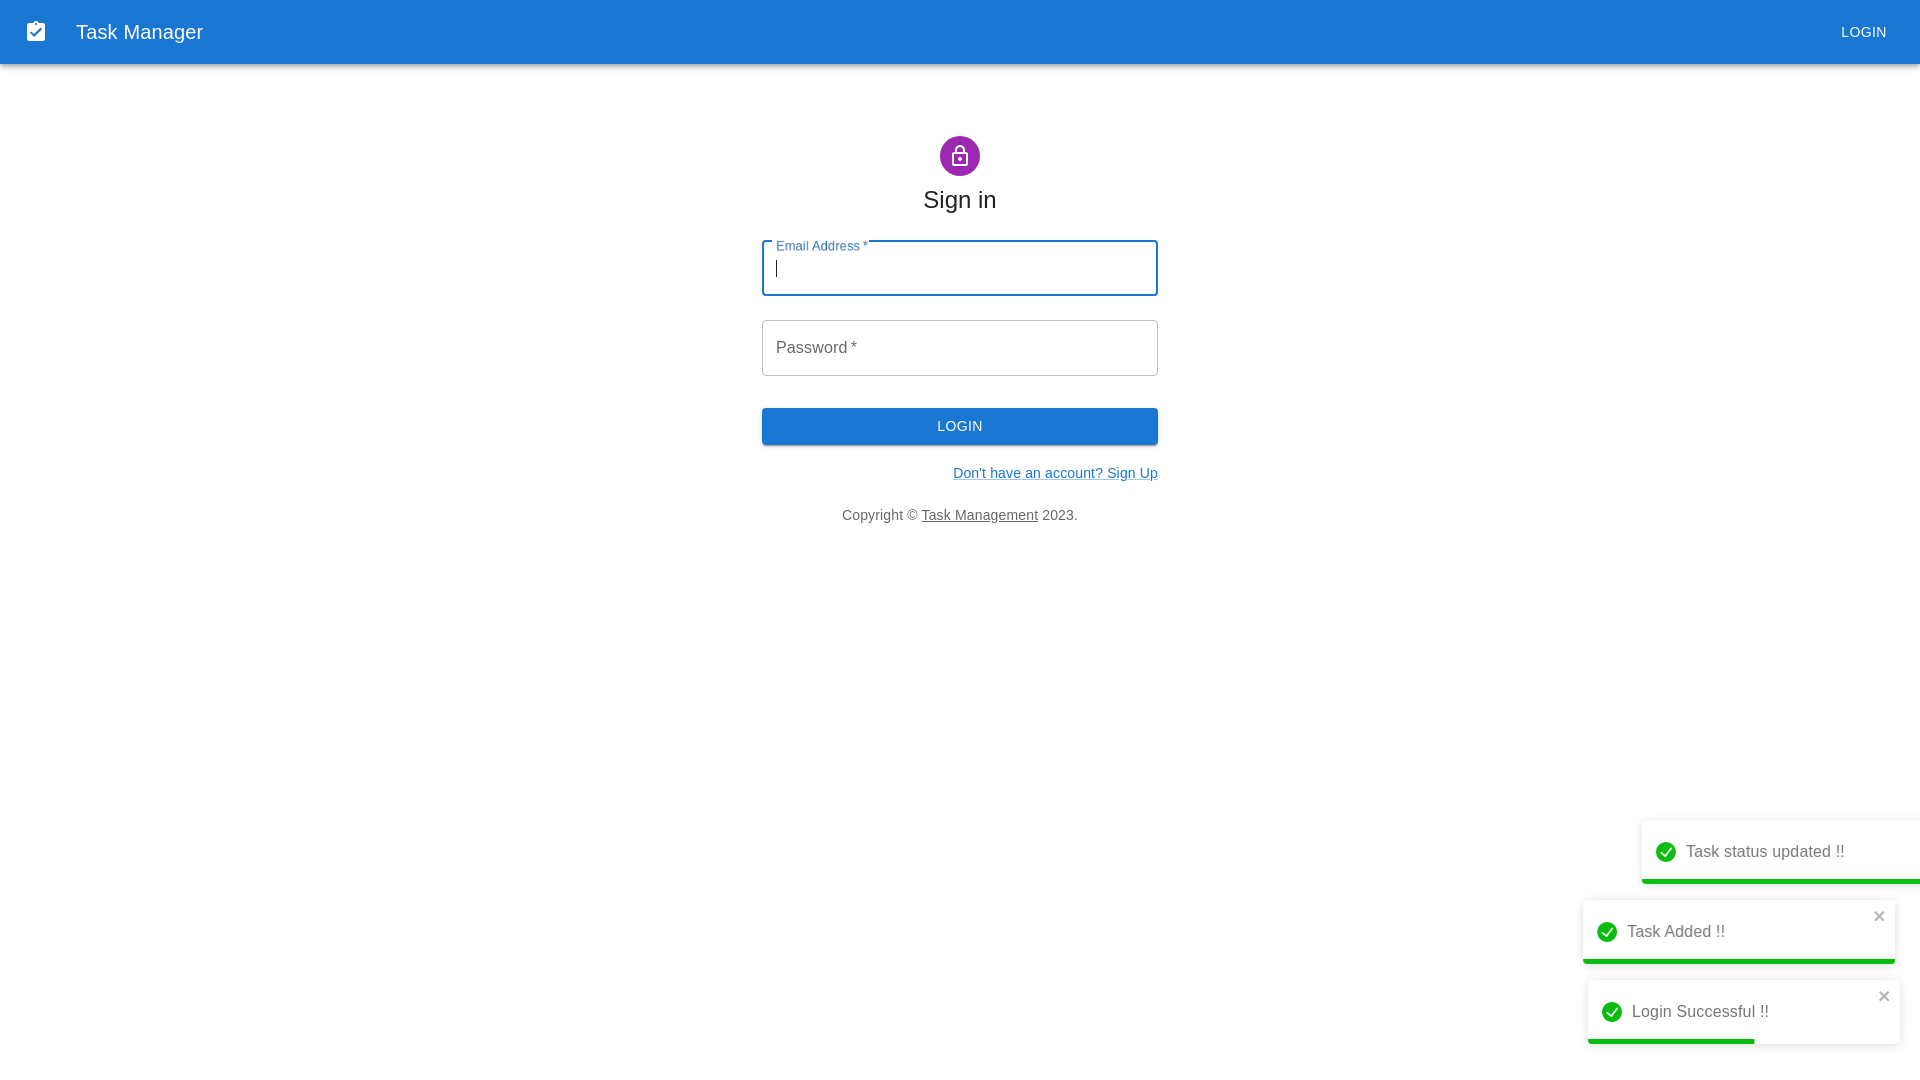 Task Manager
LOGIN
Sign in
Email Address *
Password *
LOGIN
Don't have an account? Sign Up
Copyright © Task Management 2023.
Task status updated !!
Task Added !!
Login Successful !!